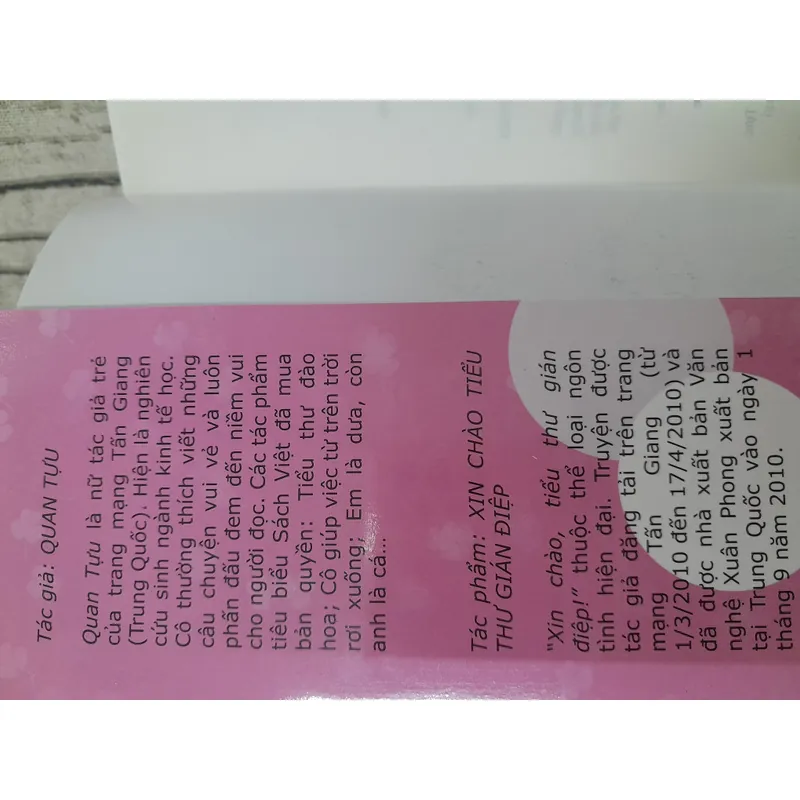 Tác giả: QUAN TỰU
Quan Tựu là nữ tác giả trẻ
của trang mạng Tấn Giang
(Trung Quốc). Hiện là nghiên
cứu sinh ngành kinh tế học.
Cô thường thích viết những
câu chuyện vui vẻ và luôn
phấn đấu đem đến niềm vui
cho người đọc. Các tác phẩm
tiêu biểu Sách Việt đã mua
bản quyền: Tiểu thư đào
hoa; Cô giúp việc từ trên trời
rơi xuống; Em là dưa, còn
anh là cá...
Tác phẩm: XIN CHÀO TIỂU
THƯ GIÁN ĐIỆP
"Xin chào, tiểu thư gián
điệp!" thuộc thể loại ngôn
tình hiện đại. Truyện được
tác giả đăng tải trên trang
mạng Tấn Giang (từ
1/3/2010 đến 17/4/2010) và
đã được nhà xuất bản Văn
nghệ Xuân Phong xuất bản
tại Trung Quốc vào ngày 1
tháng 9 năm 2010.